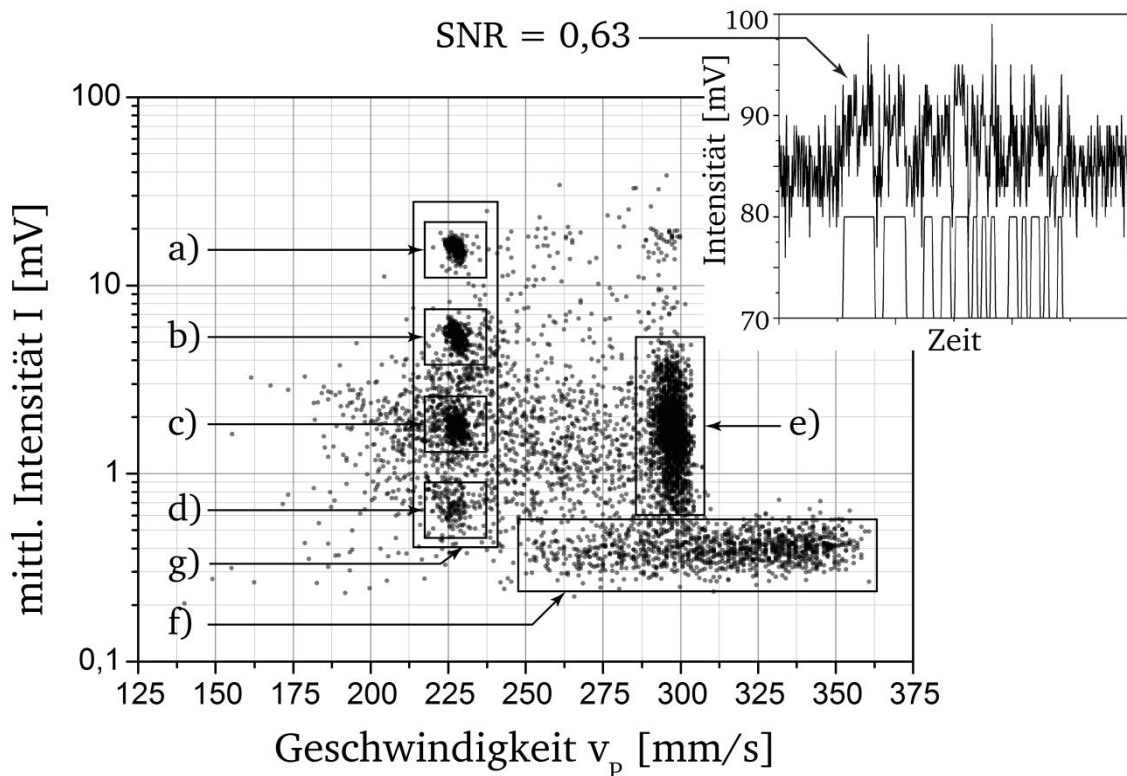 SNR = 0,63
Intensität [mV]
100
90
80
70
Zeit
mittl. Intensität I [mV]
100
10
1
0,1
a)
b)
c)
d)
g)
f)
e)
125 150 175 200 225 250 275 300 325 350 375
Geschwindigkeit vP [mm/s]